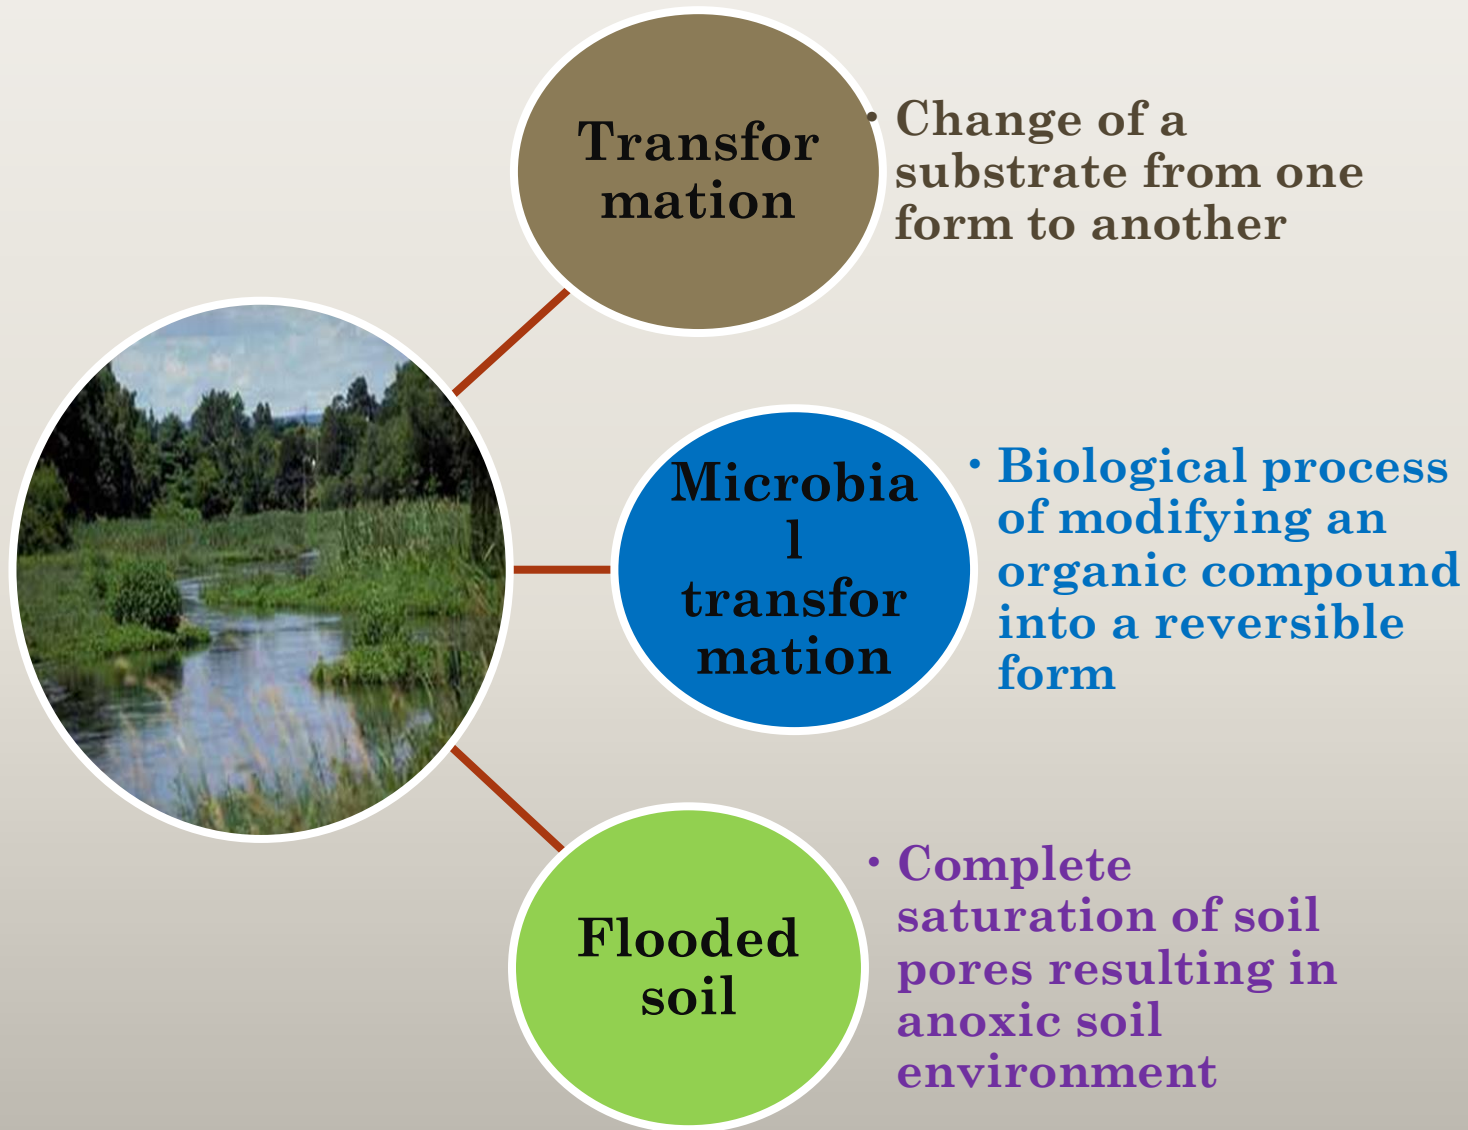 Transfor
mation
• Change of a
substrate from one
form to another
Microbia
l
transfor
mation
• Biological process
of modifying an
organic compound
into a reversible
form
Flooded
soil
• Complete
saturation of soil
pores resulting in
anoxic soil
environment